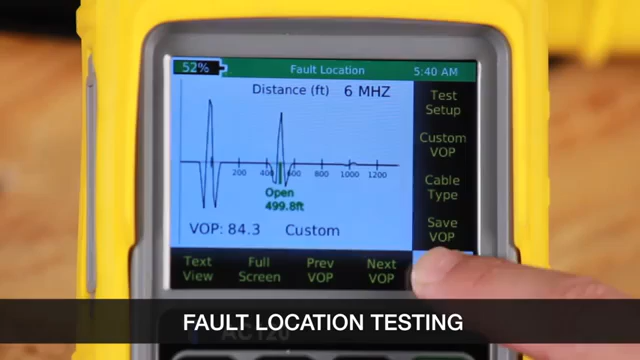 52%
Fault Location
5:40 AM
Distance (ft) 6 MHZ
Test
Setup
Custom
VOP
Cable
Type
Save
VOP
200 400 600 800 1000 1200
Open
499.8ft
VOP: 84.3 Custom
Text
View
Full
Screen
Prev
VOP
Next
VOP
FAULT LOCATION TESTING